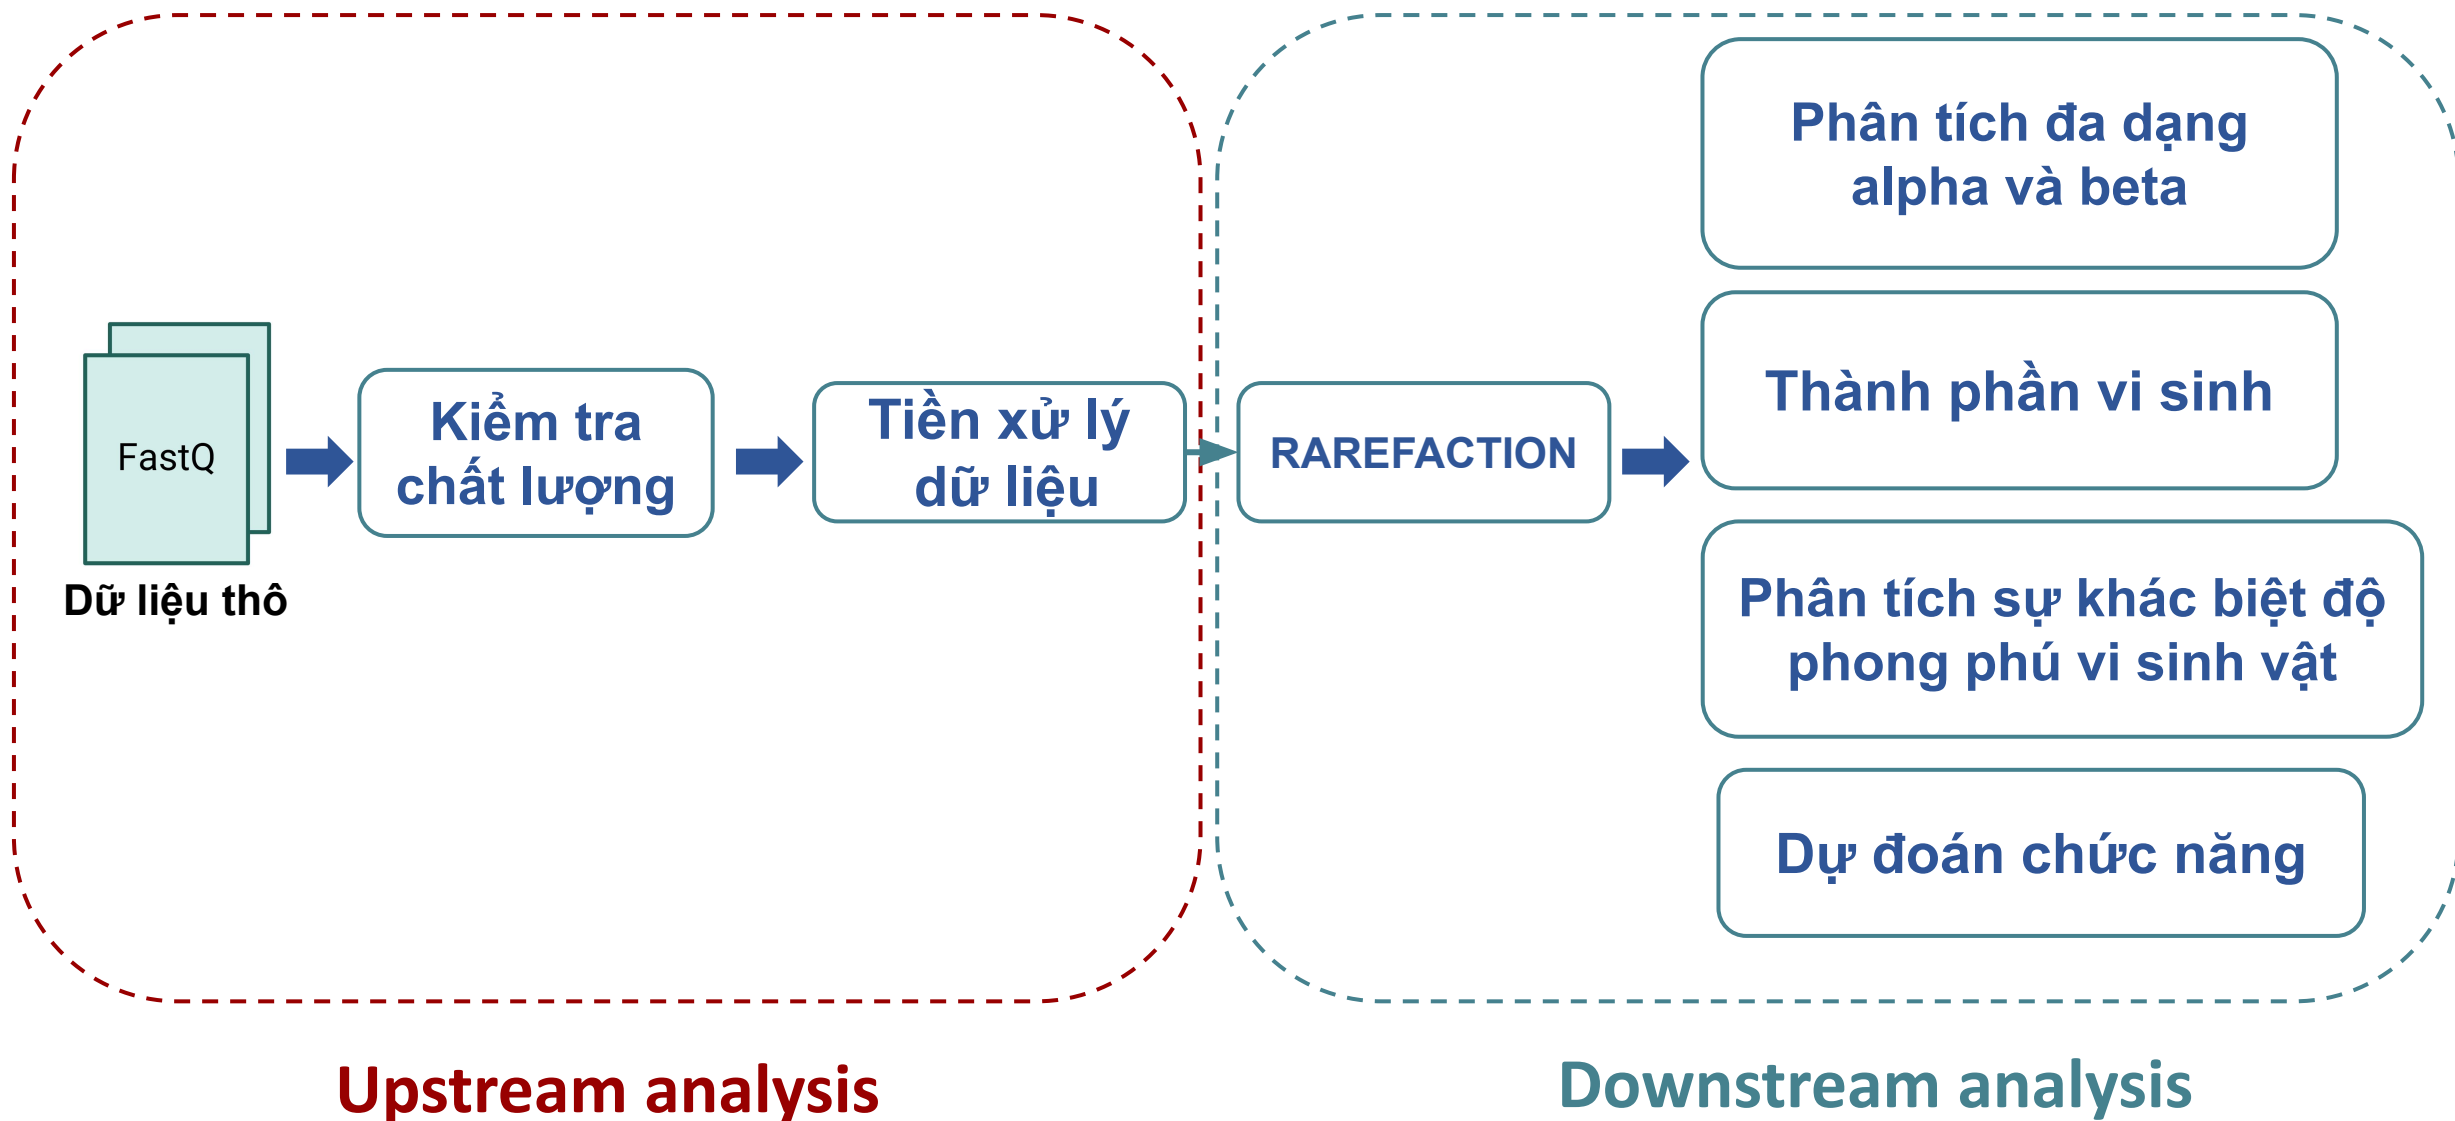 FastQ
Dữ liệu thô
Kiểm tra
chất lượng
Tiền xử lý
dữ liệu
RAREFACTION
Phân tích đa dạng
alpha và beta
Thành phần vi sinh
Phân tích sự khác biệt độ
phong phú vi sinh vật
Dự đoán chức năng
Upstream analysis
Downstream analysis